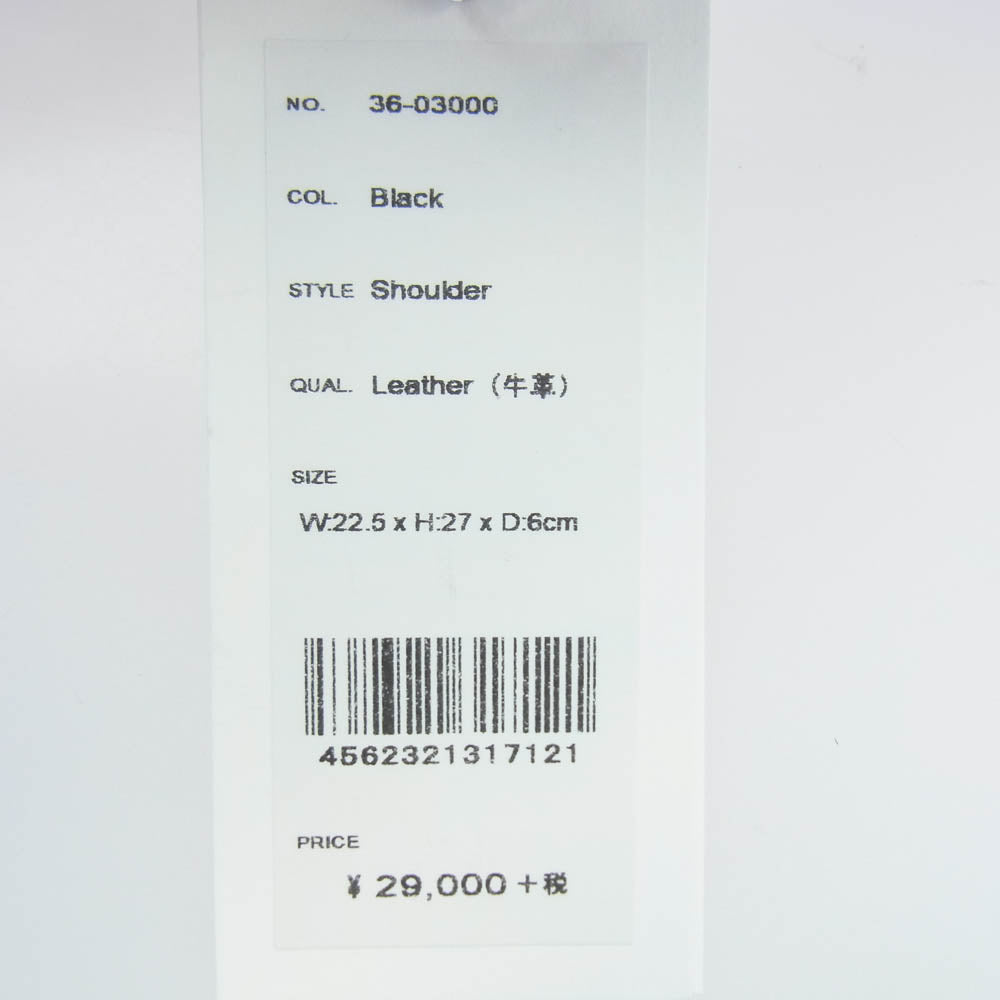 NO. 36-03000
COL. Black
STYLE Shoulder
QUAL. Leather (牛革)
SIZE
W:22.5 x H:27 x D:6cm
4562321317121
PRICE
¥ 29,000+税